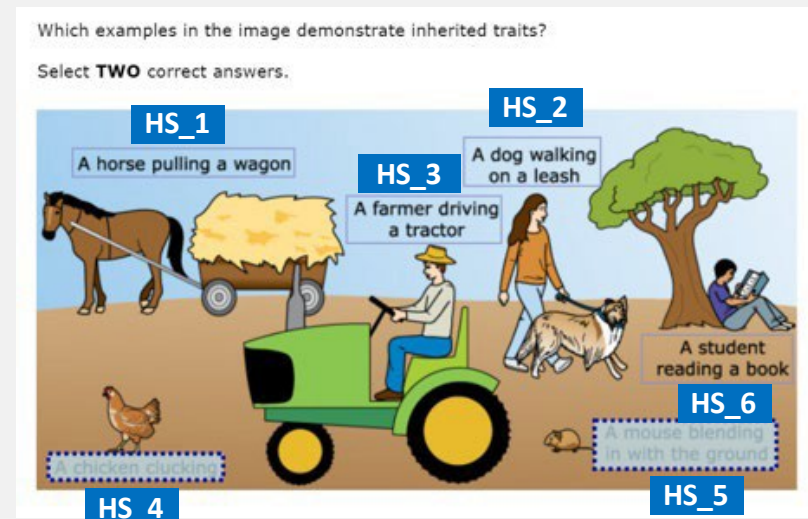 Which examples in the image demonstrate inherited traits?
Select TWO correct answers.
HS_1
HS_2
A horse pulling a wagon
HS_3
A dog walking
on a leash
A farmer driving
a tractor
A student
reading a book
HS_6
A mouse blending
in with the ground
A chicken clucking
HS_5
HS_4